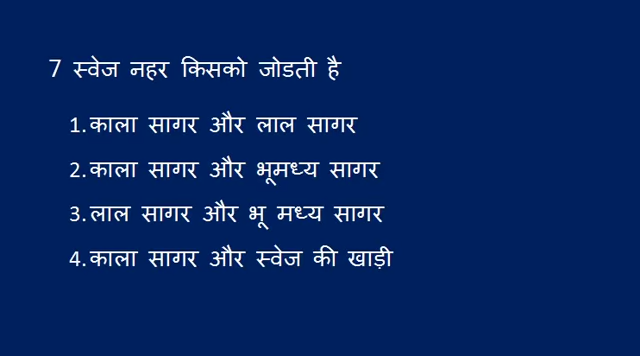 7 स्वेज नहर किसको जोडती है
1. काला सागर और लाल सागर
2. काला सागर और भूमध्य सागर
3. लाल सागर और भू मध्य सागर
4. काला सागर और स्वेज की खाड़ी